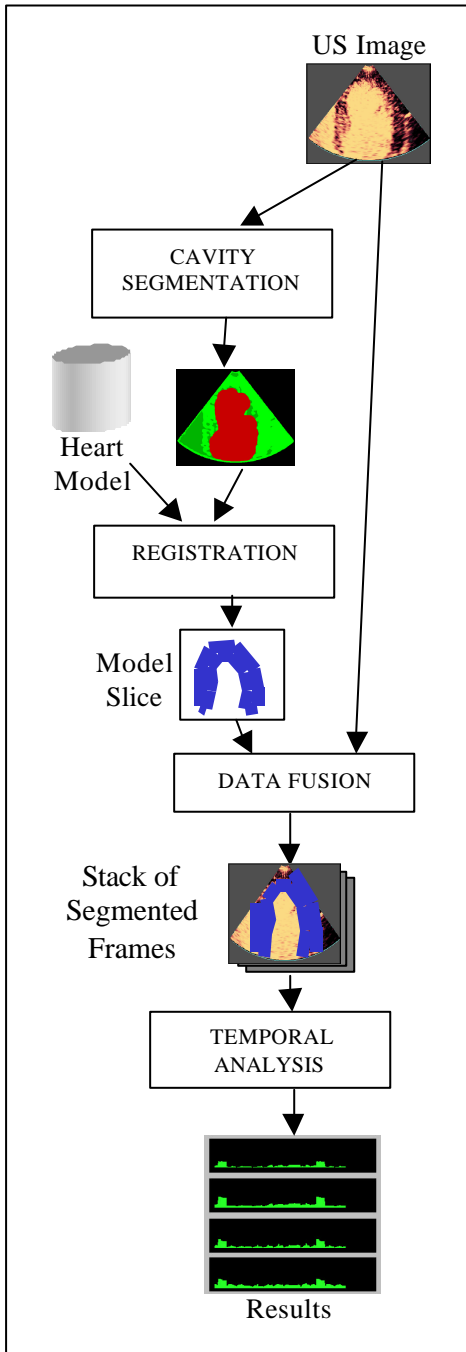 US Image
CAVITY
SEGMENTATION
Heart
Model
REGISTRATION
Model
Slice
DATA FUSION
Stack of
Segmented
Frames
TEMPORAL
ANALYSIS
Results